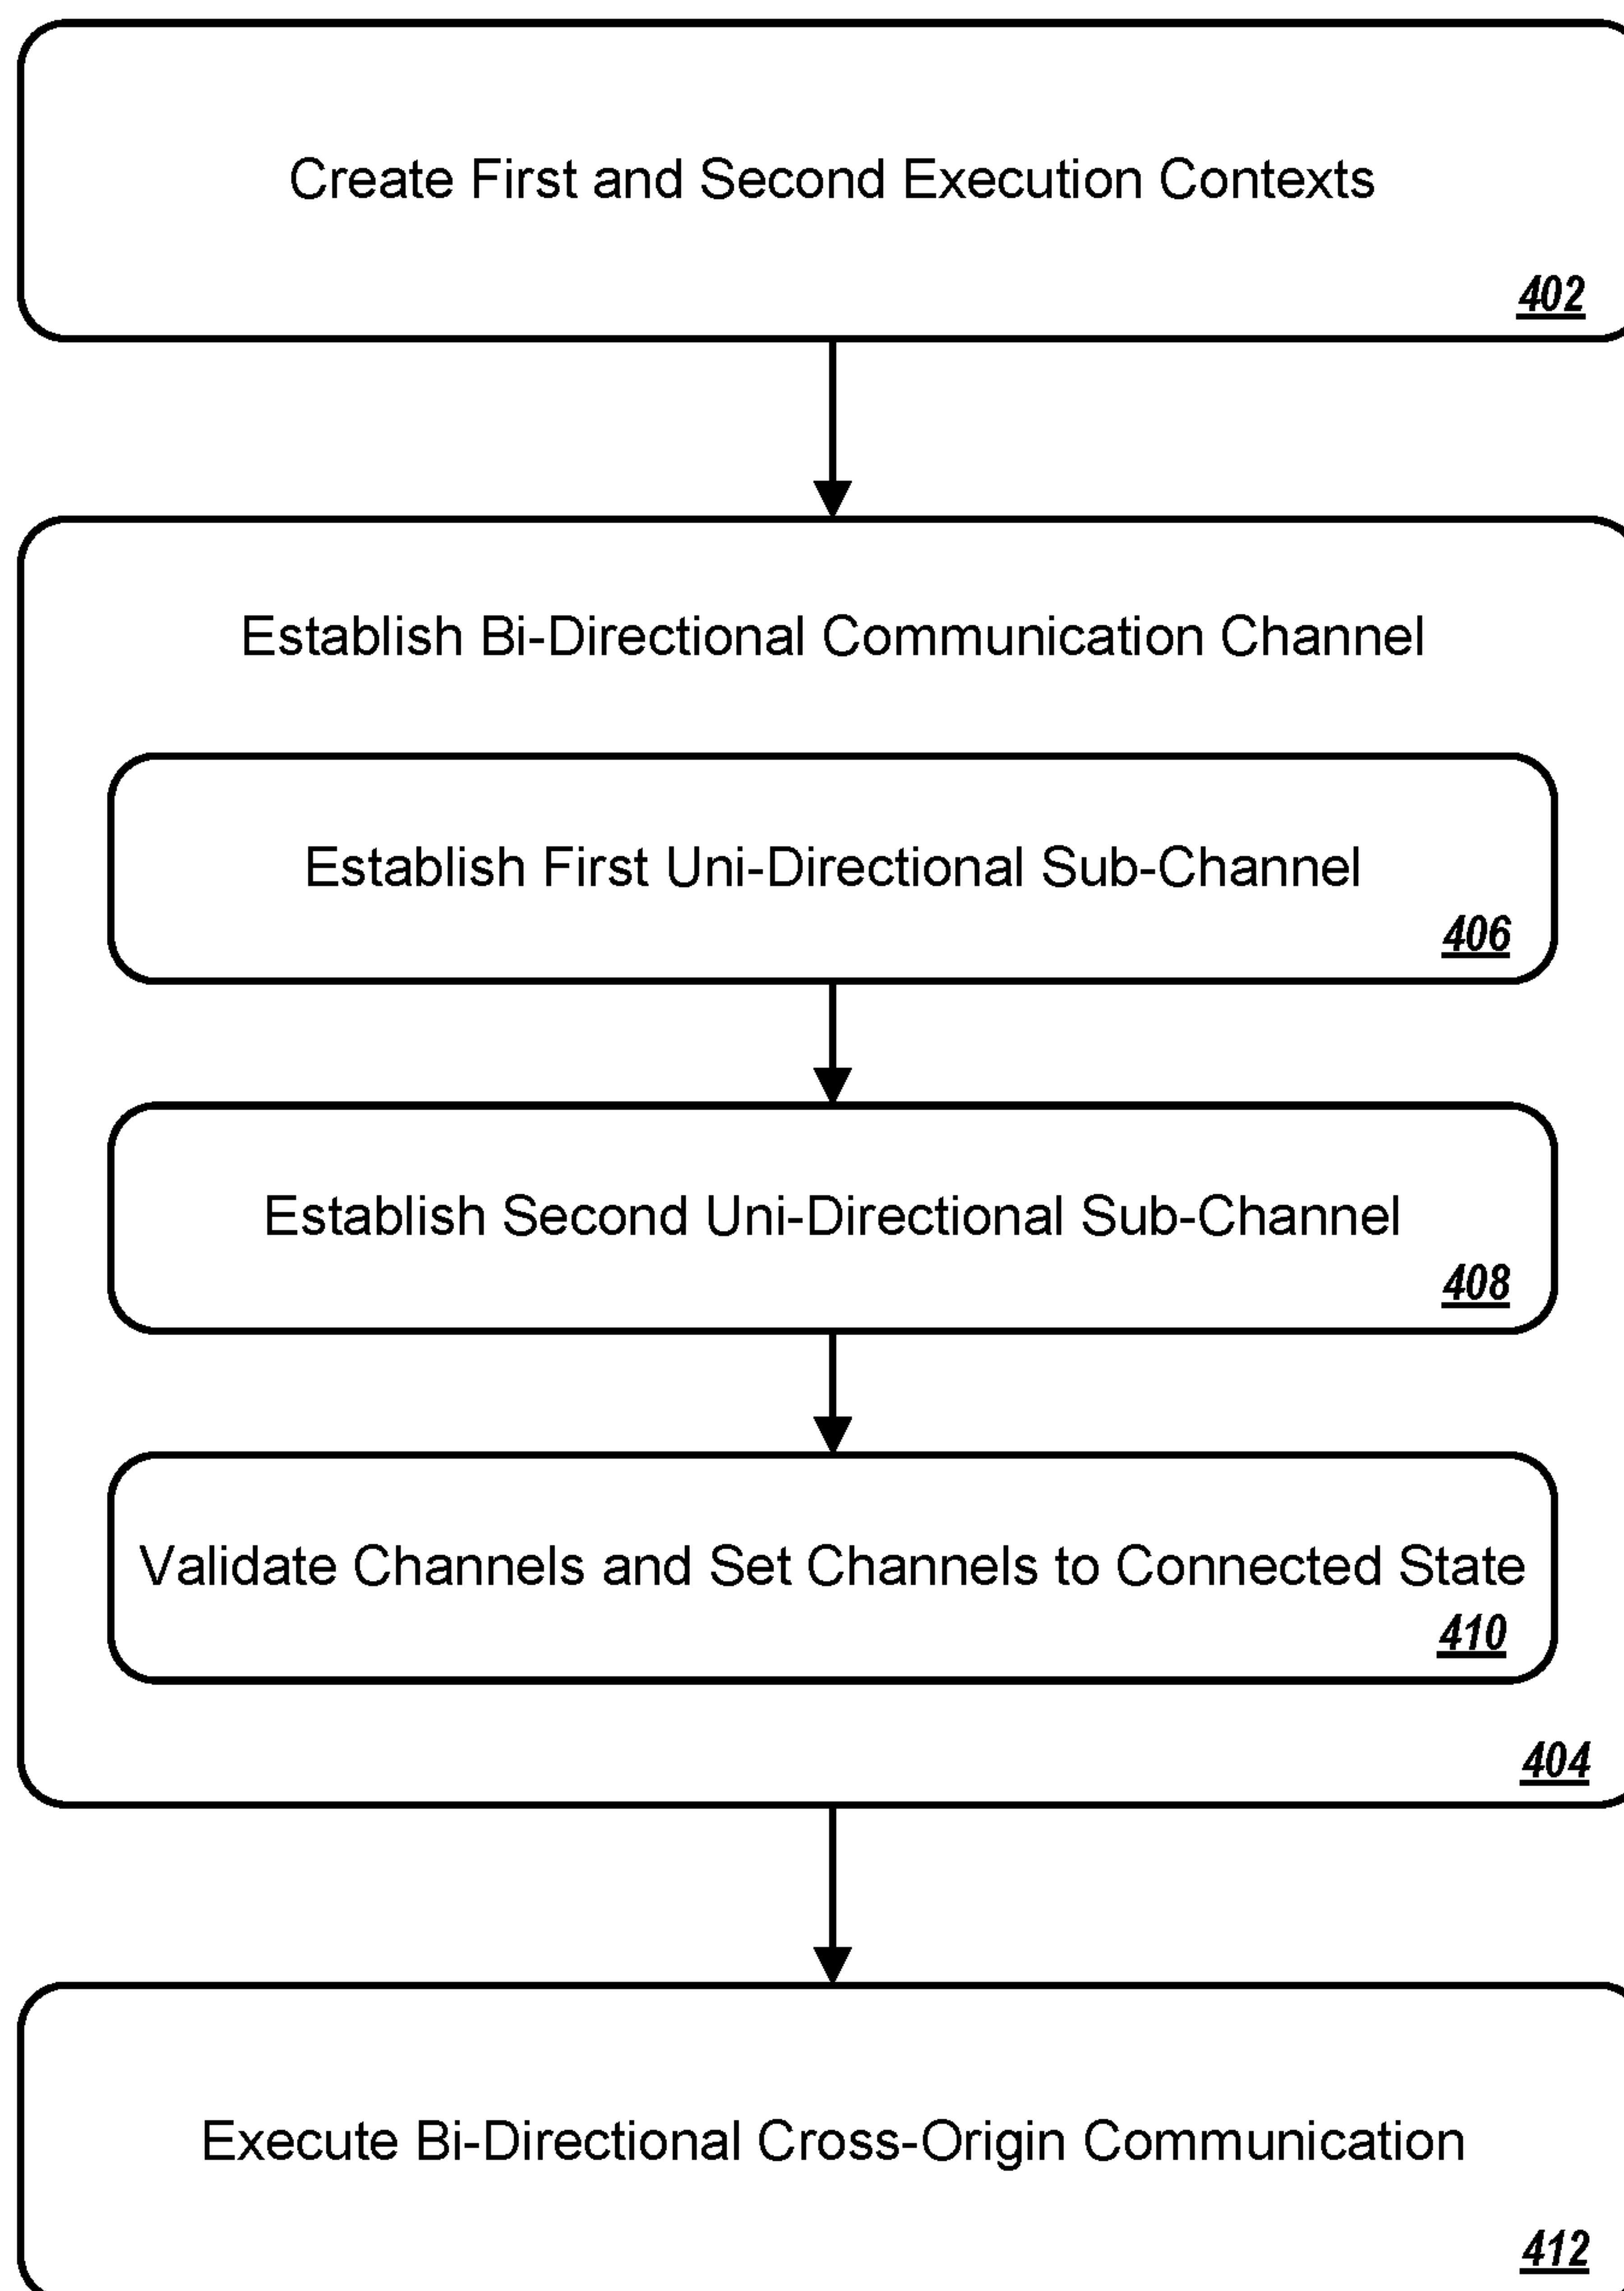 Create First and Second Execution Contexts
402
Establish Bi-Directional Communication Channel
Establish First Uni-Directional Sub-Channel
406
Establish Second Uni-Directional Sub-Channel
408
Validate Channels and Set Channels to Connected State
410
404
Execute Bi-Directional Cross-Origin Communication
412